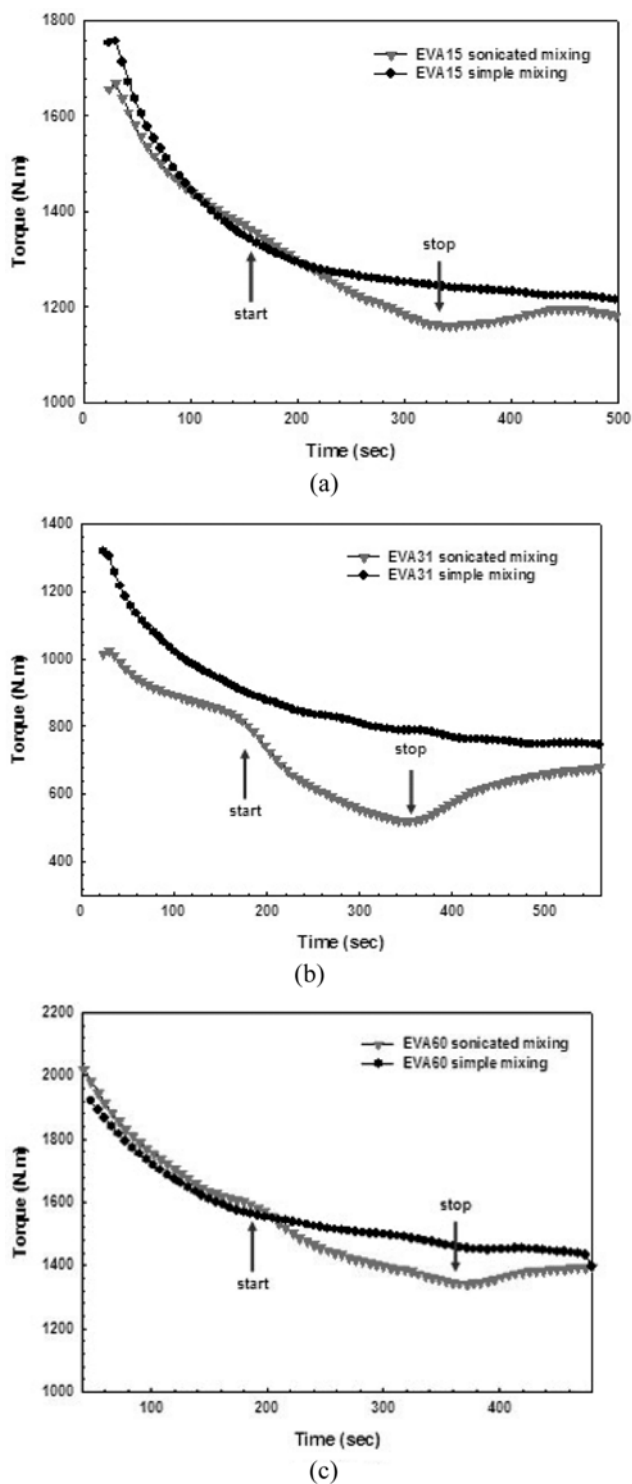 1800
1600
1400
1200
1000
Torque (N.m)
EVA15 sonicated mixing
EVA15 simple mixing
start
stop
0 100 200 300 400 500
Time (sec)
(a)
1400
1200
1000
800
600
400
Torque (N.m)
EVA31 sonicated mixing
EVA31 simple mixing
start
stop
0 100 200 300 400 500
Time (sec)
(b)
2200
2000
1800
1600
1400
1200
1000
Torque (N.m)
EVA60 sonicated mixing
EVA60 simple mixing
start
stop
100 200 300 400
Time (sec)
(c)